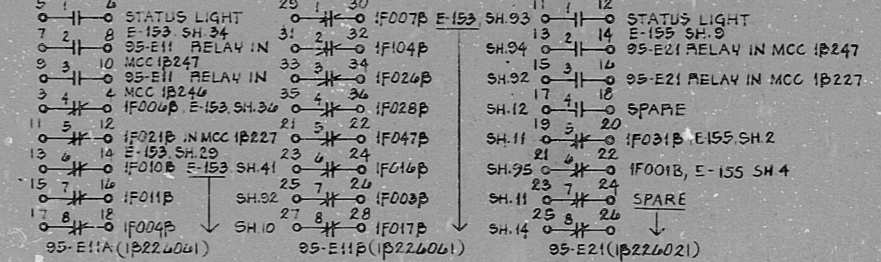 5 1 6 STATUS LIGHT
E-153. SH.34
7 2 8 95-E11 RELAY IN
MCC 1B247
9 3 10 95-E11 RELAY IN
MCC 1B246
3 4 4 1F006B, E-153, SH.36
11 5 12 1F021B IN MCC 1B227
E-153. SH.29
13 6 14 1F010B E-153 SH.41
15 7 16 1F011B
17 8 18 1F004B
95-E11A(1B226061)
29 1 30 1F007B E-153, SH.93
31 2 32 1F104B
33 3 34 1F026B
35 4 36 1F028B
21 5 22 1F047B
23 6 24 1F016B
SH.92 25 7 26 1F003B
SH.10 27 8 28 1F017B
95-E11B(1B226061)
11 1 12 STATUS LIGHT
E-155 SH.9
SH.94 13 2 14 95-E21 RELAY IN MCC 1B247
SH.92 15 3 16 95-E21 RELAY IN MCC 1B227
SH.12 17 4 18 SPARE
SH.11 19 5 20 1F031B, E155, SH.2
SH.95 21 6 22 1F001B, E-155 SH 4
SH.11 23 7 24 SPARE
SH.14 25 8 26
95-E21(1B226021)